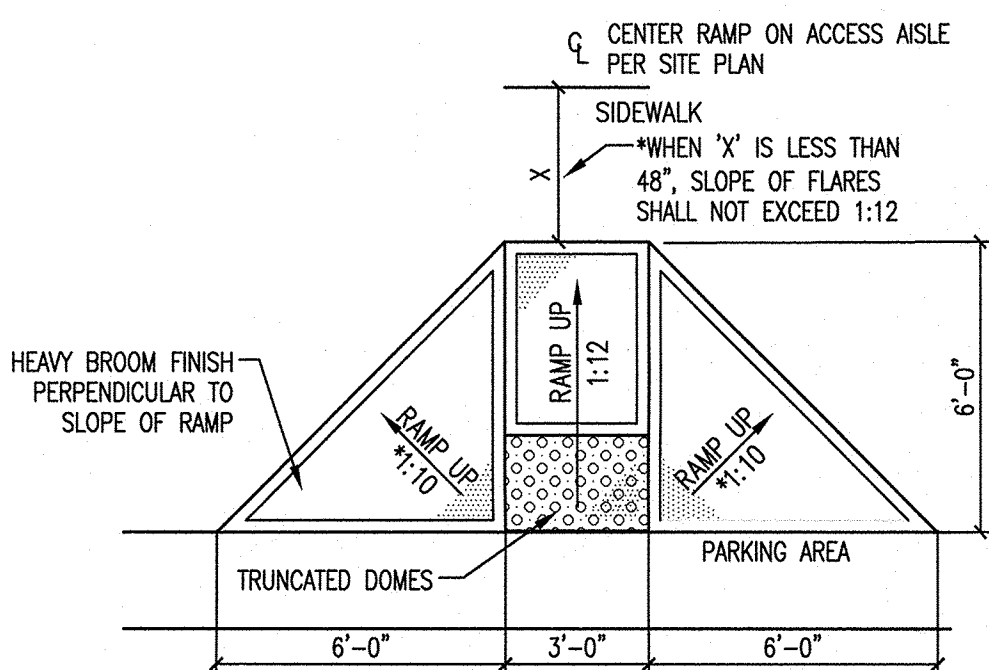 ℄ CENTER RAMP ON ACCESS AISLE
PER SITE PLAN
SIDEWALK
*WHEN 'X' IS LESS THAN
48", SLOPE OF FLARES
SHALL NOT EXCEED 1:12
X
HEAVY BROOM FINISH
PERPENDICULAR TO
SLOPE OF RAMP
RAMP UP
*1:10
RAMP UP
1:12
RAMP UP
*1:10
6'-0"
TRUNCATED DOMES
PARKING AREA
6'-0"
3'-0"
6'-0"